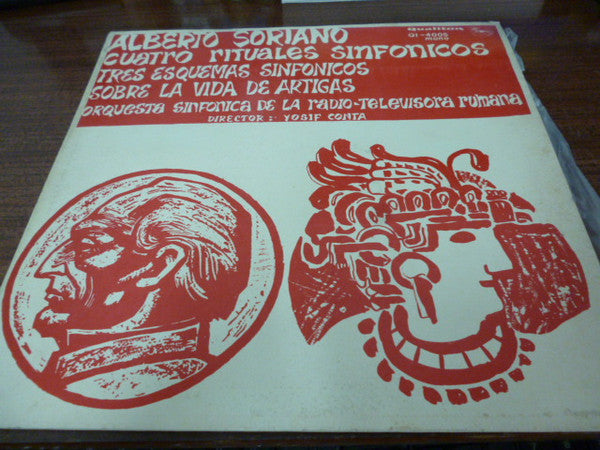 Qualiton
QI-4005
MONO
ALBERTO SORIANO
CUATRO RITUALES SINFONICOS
TRES ESQUEMAS SINFONICOS
SOBRE LA VIDA DE ARTIGAS
ORQUESTA SINFONICA DE LA RADIO-TELEVISORA RUMANA
DIRECTOR: YOSIF CONTA